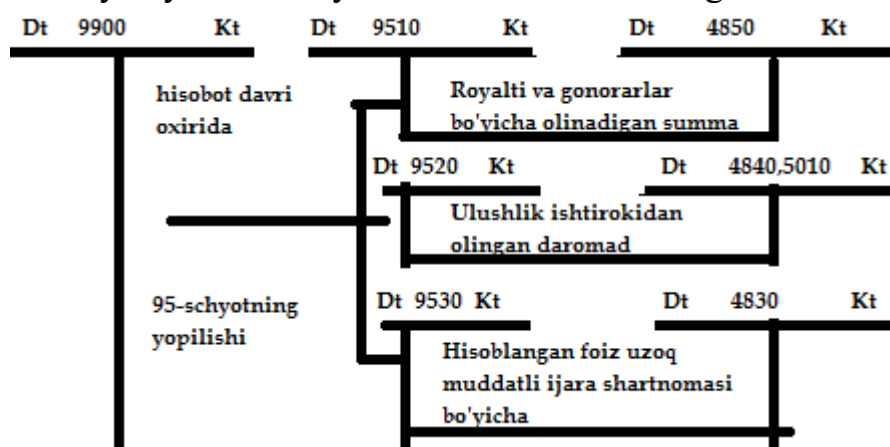 Dt 9900 Kt Dt 9510 Kt Dt 4850 Kt
hisobot davri
oxirida
Royalti va gonorarlar
bo'yicha olinadigan summa
Dt 9520 Kt Dt 4840,5010 Kt
Ulushlik ishtirokidan
olingan daromad
95-schyotning
yopilishi
Dt 9530 Kt Dt 4830 Kt
Hisoblangan foiz uzoq
muddatli ijara shartnomasi
bo'yicha